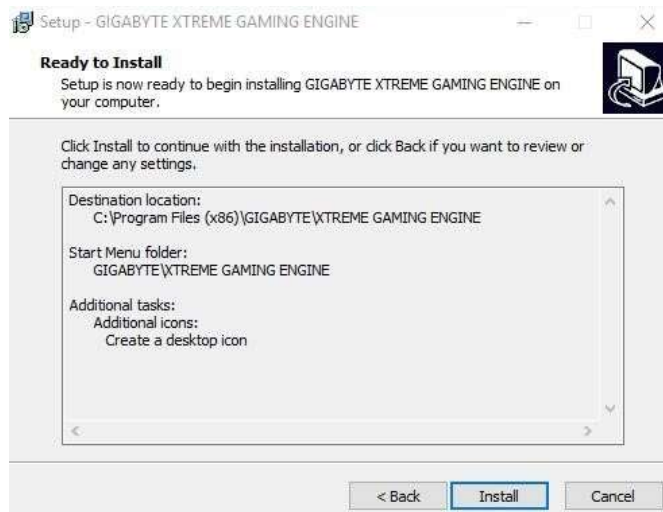 Setup - GIGABYTE XTREME GAMING ENGINE
Ready to Install
Setup is now ready to begin installing GIGABYTE XTREME GAMING ENGINE on
your computer.
Click Install to continue with the installation, or click Back if you want to review or
change any settings.
Destination location:
C:\Program Files (x86)\GIGABYTE\XTREME GAMING ENGINE
Start Menu folder:
GIGABYTE\XTREME GAMING ENGINE
Additional tasks:
Additional icons:
Create a desktop icon
< Back Install Cancel